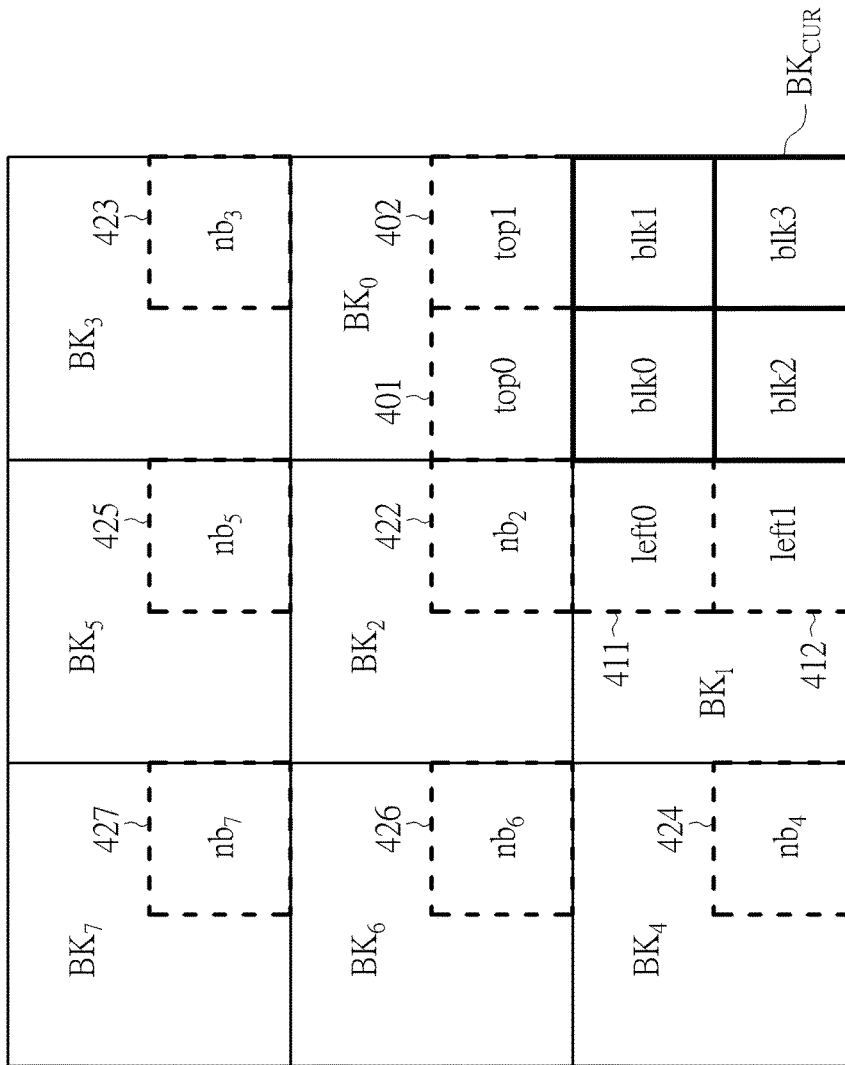 BK₇
427
nb₇
BK₅
425
nb₅
BK₃
423
nb₃
BK₆
426
nb₆
BK₂
422
nb₂
BK₀
401
402
top0
top1
BK₄
424
nb₄
BK₁
411
412
left0
left1
blk0
blk1
blk2
blk3
BK_CUR